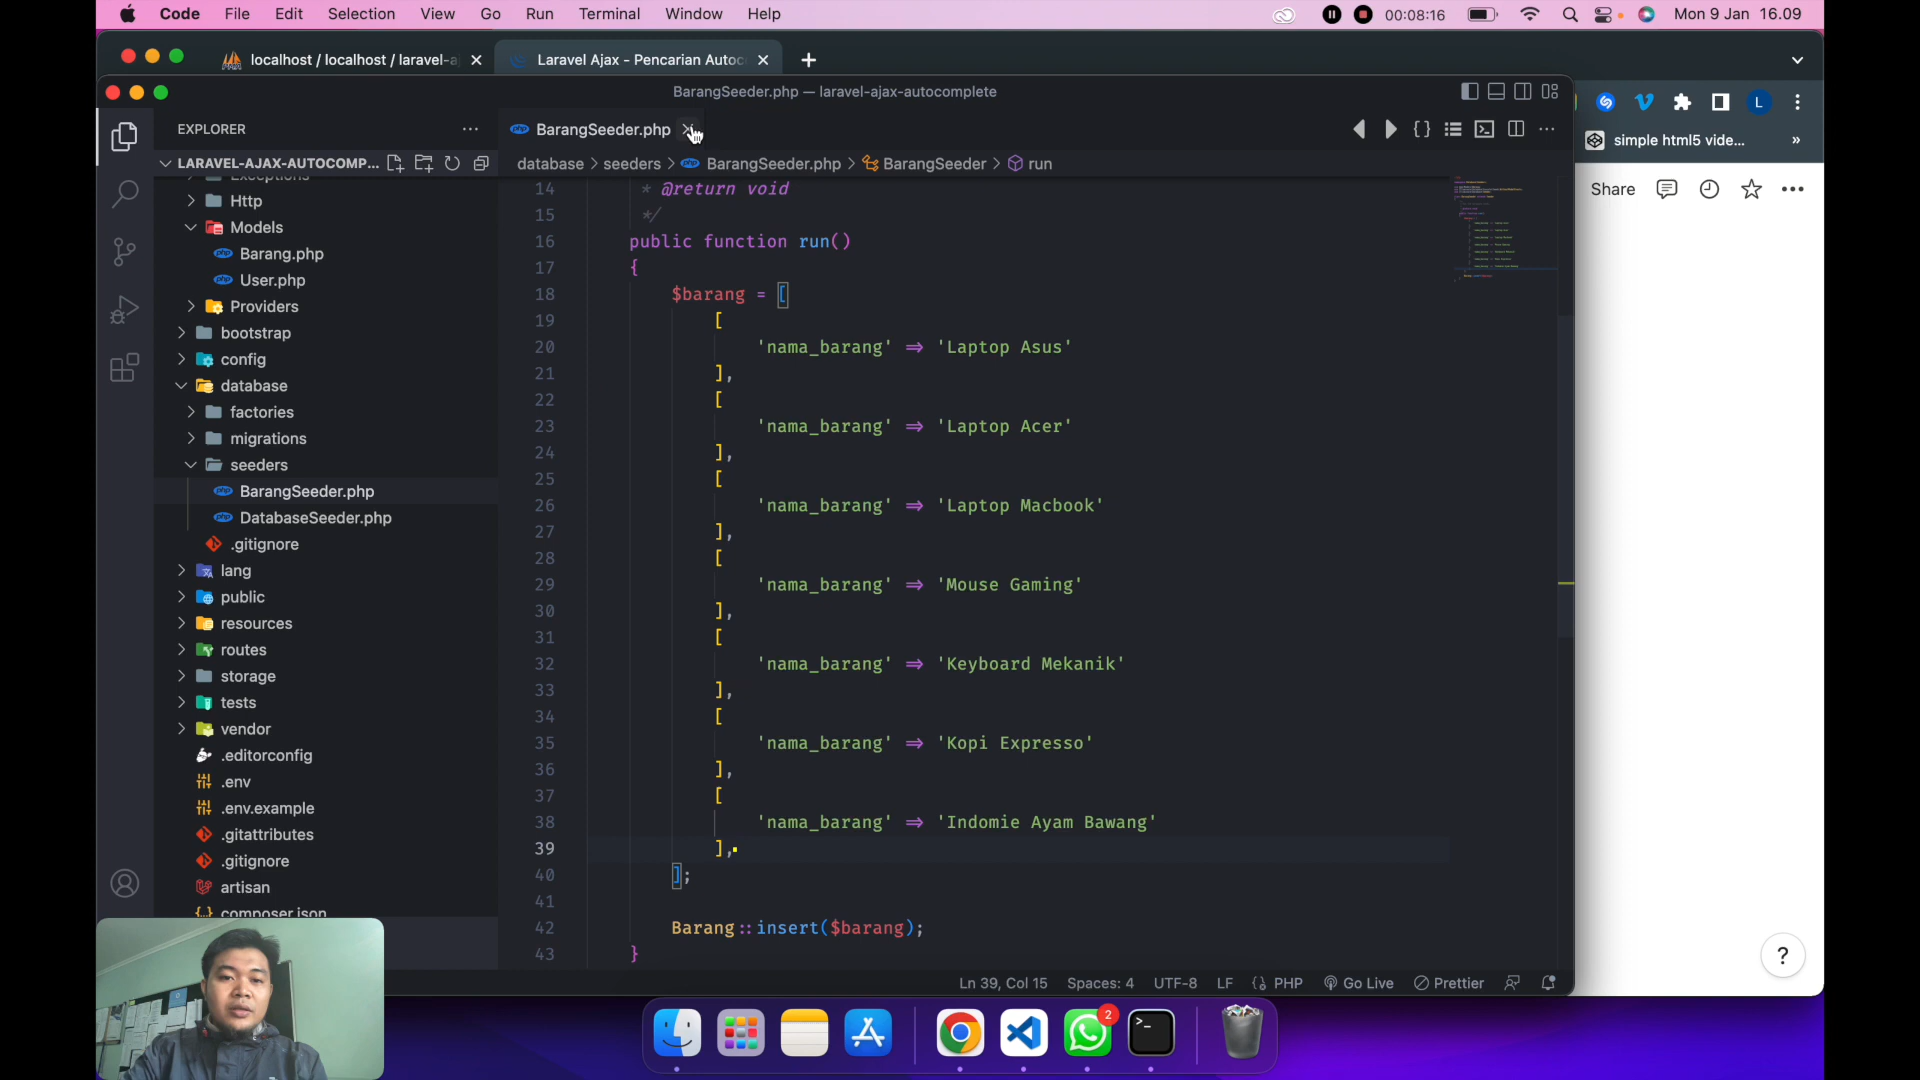 Code File Edit Selection View Go Run Terminal Window Help 00:08:16 Mon 9 Jan 16.09
localhost / localhost / laravel-a
Laravel Ajax - Pencarian Autoc
BarangSeeder.php — laravel-ajax-autocomplete
L
EXPLORER
BarangSeeder.php
simple html5 vide...
»
LARAVEL-AJAX-AUTOCOMP...
database > seeders > BarangSeeder.php > BarangSeeder > run
Share
Exceptions
Http
Models
Barang.php
User.php
Providers
bootstrap
config
database
factories
migrations
seeders
BarangSeeder.php
DatabaseSeeder.php
.gitignore
lang
public
resources
routes
storage
tests
vendor
.editorconfig
.env
.env.example
.gitattributes
.gitignore
artisan
composer.json
14 * @return void
15 */
16 public function run()
17 {
18 $barang = [
19 [
20 'nama_barang' => 'Laptop Asus'
21 ],
22 [
23 'nama_barang' => 'Laptop Acer'
24 ],
25 [
26 'nama_barang' => 'Laptop Macbook'
27 ],
28 [
29 'nama_barang' => 'Mouse Gaming'
30 ],
31 [
32 'nama_barang' => 'Keyboard Mekanik'
33 ],
34 [
35 'nama_barang' => 'Kopi Expresso'
36 ],
37 [
38 'nama_barang' => 'Indomie Ayam Bawang'
39 ],
40 ];
41
42 Barang::insert($barang);
43 }
?
Ln 39, Col 15 Spaces: 4 UTF-8 LF {} PHP Go Live Prettier
2